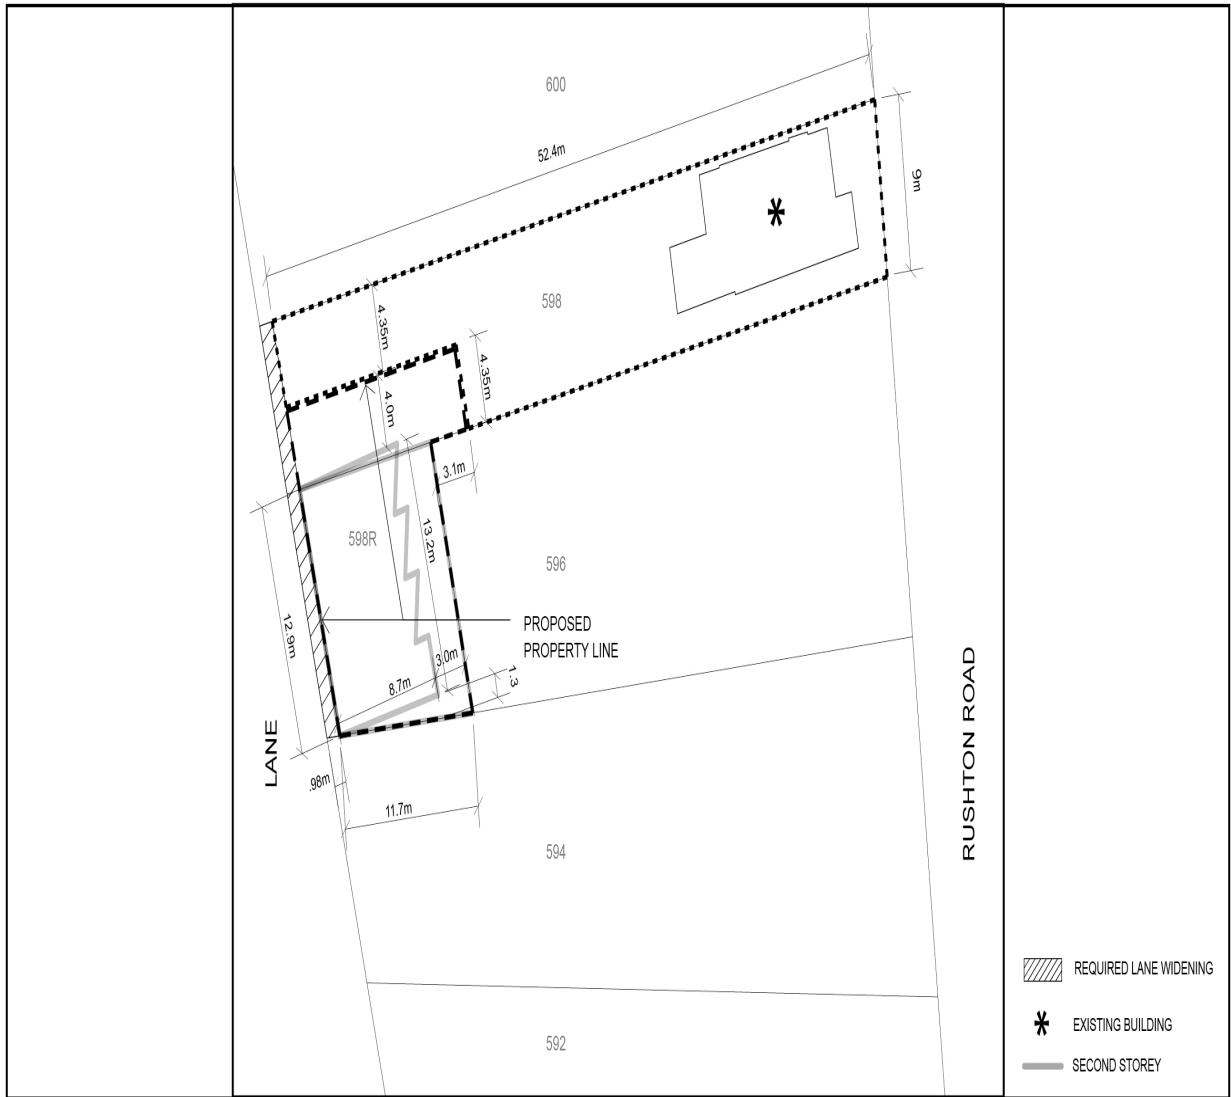 600
52.4m
9m
598
4.35m
4.35m
4.0m
3.1m
598R
13.2m
596
12.9m
PROPOSED
PROPERTY LINE
3.0m
1.3
8.7m
LANE
.98m
11.7m
RUSHTON ROAD
594
REQUIRED LANE WIDENING
EXISTING BUILDING
592
SECOND STOREY